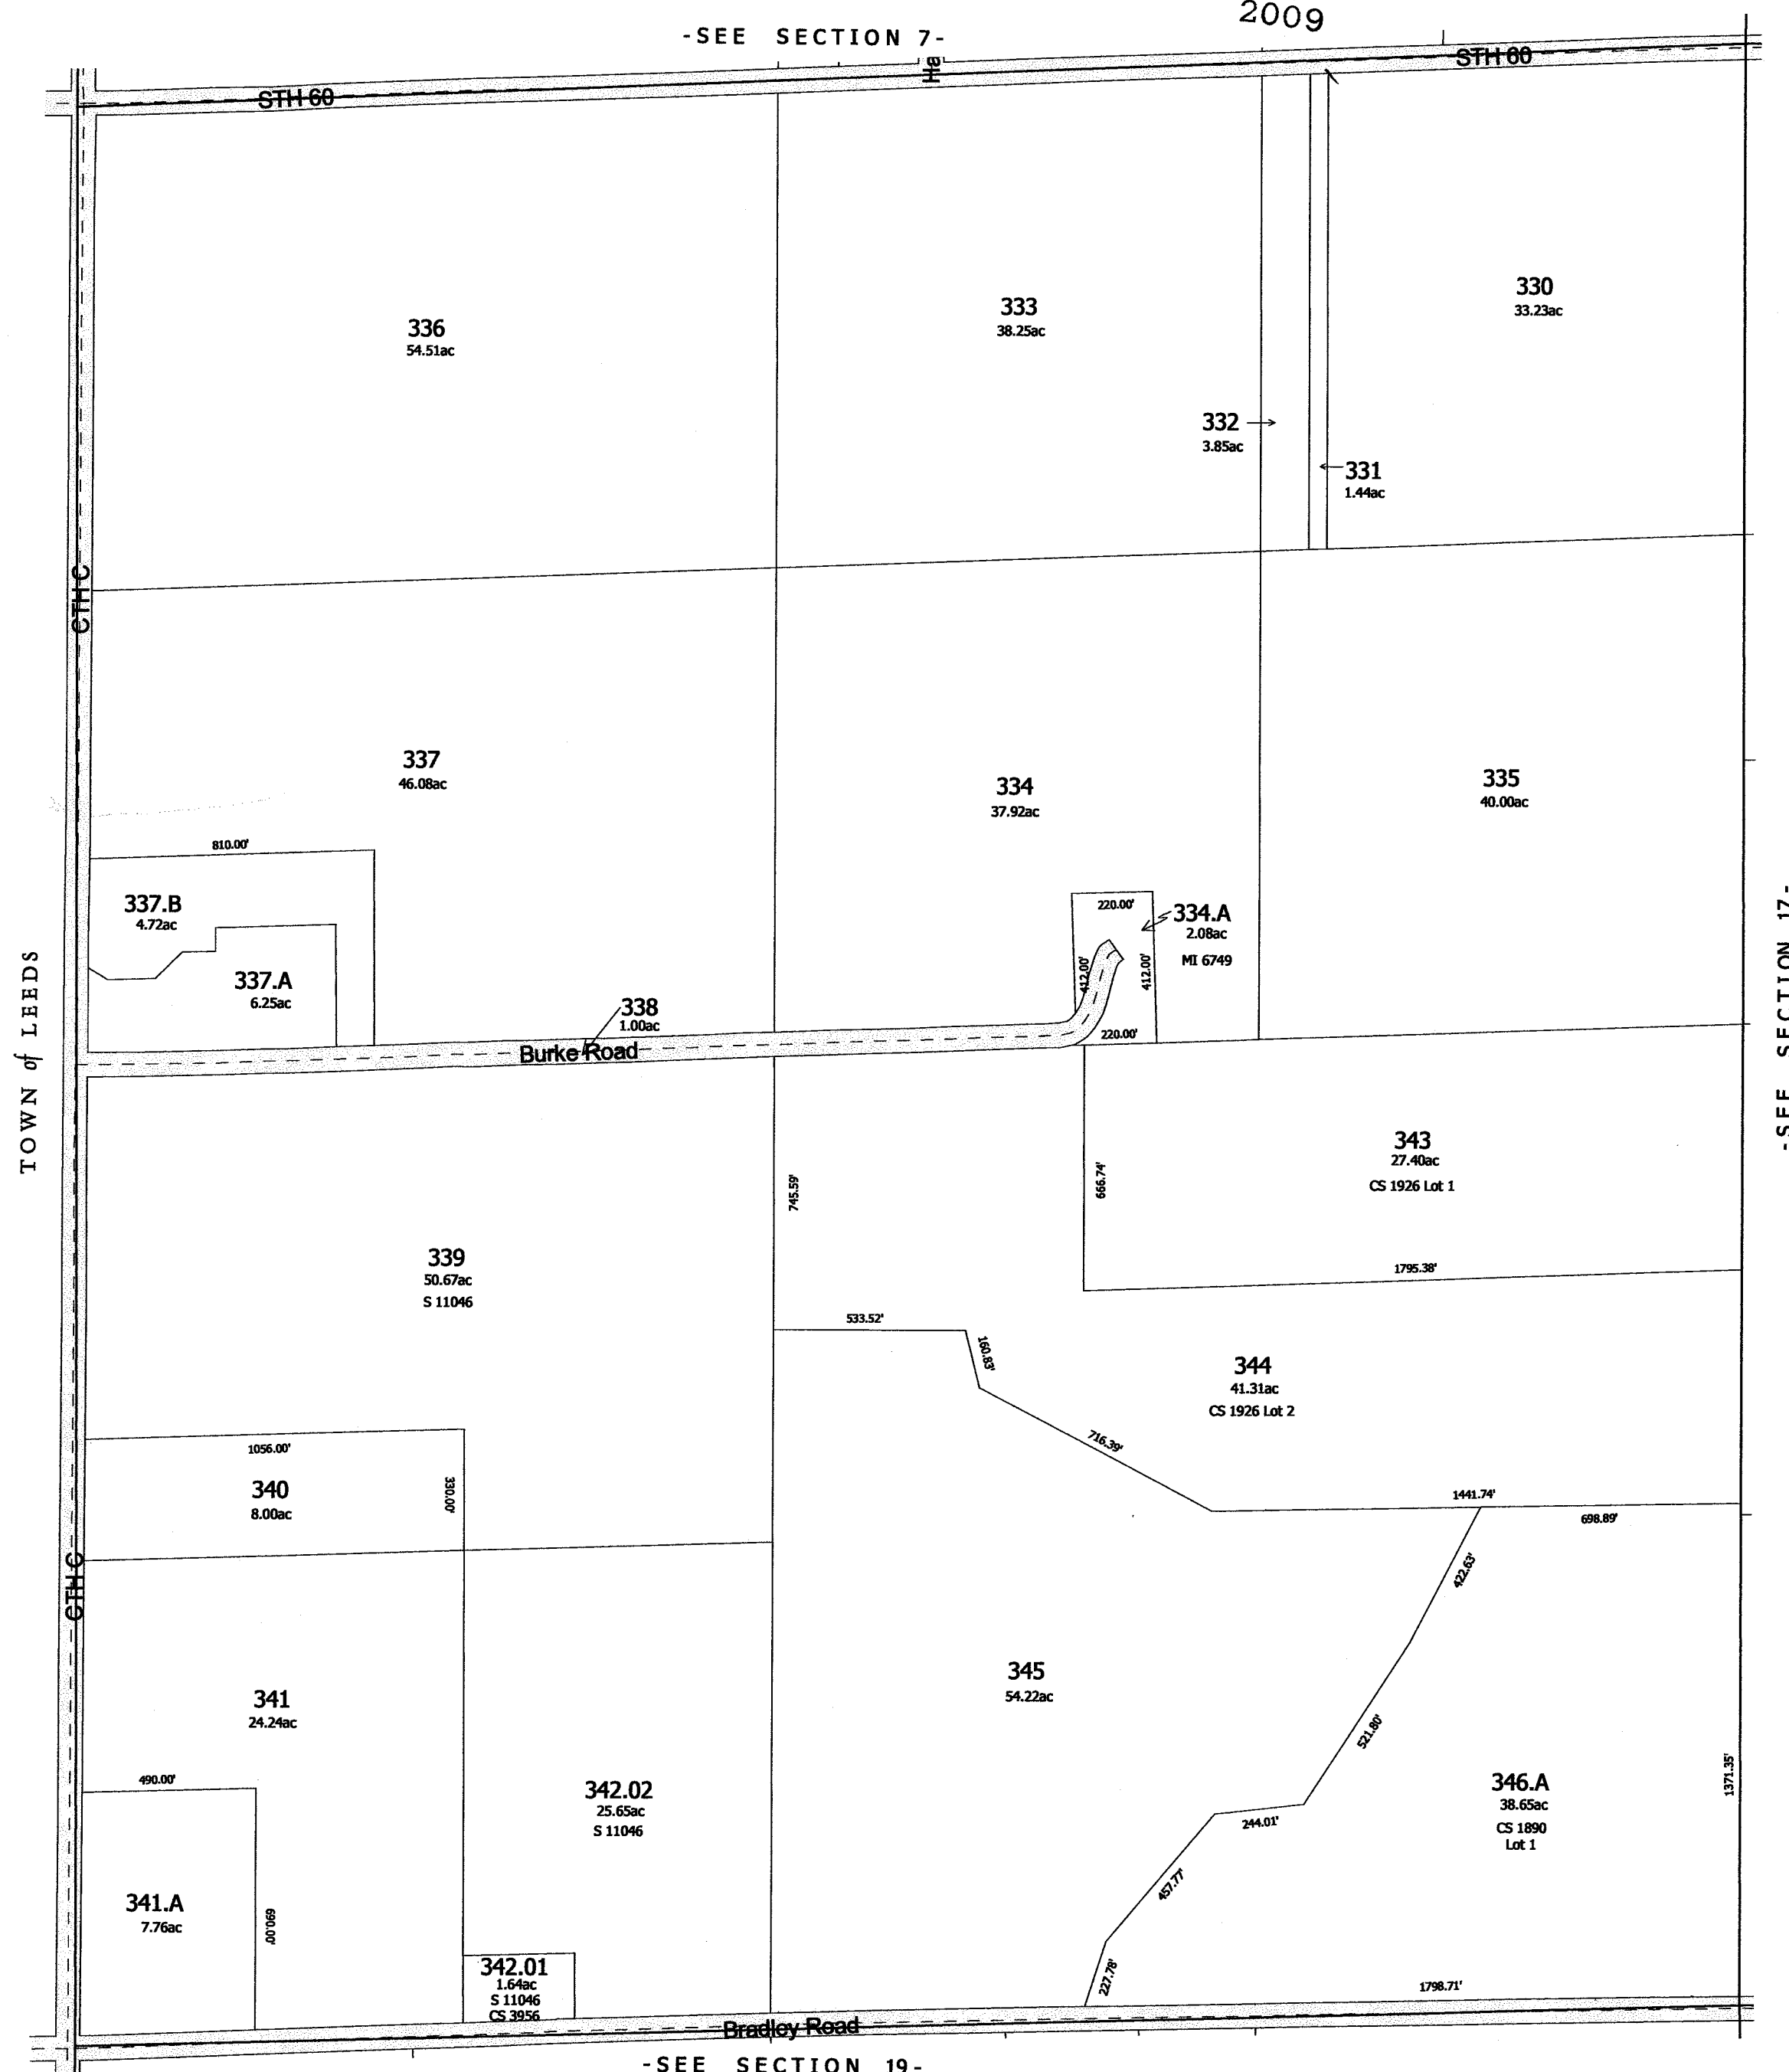 2009
-SEE SECTION 7-
STH 60
Ha
STH 60
330
33.23ac
333
38.25ac
336
54.51ac
332
3.85ac
331
1.44ac
CTH C
337
46.08ac
334
37.92ac
335
40.00ac
810.00'
337.B
4.72ac
220.00'
334.A
2.08ac
MI 6749
412.00'
412.00'
337.A
6.25ac
338
1.00ac
220.00'
Burke Road
TOWN of LEEDS
-SEE SECTION 17-
343
27.40ac
CS 1926 Lot 1
666.74'
745.59'
339
50.67ac
S 11046
1795.38'
533.52'
160.83'
344
41.31ac
CS 1926 Lot 2
716.39'
1056.00'
340
8.00ac
330.00'
1441.74'
698.89'
422.63'
CTH C
345
54.22ac
341
24.24ac
521.80'
490.00'
342.02
25.65ac
S 11046
346.A
38.65ac
CS 1890
Lot 1
1371.35'
244.01'
457.77'
341.A
7.76ac
690.00'
342.01
1.64ac
S 11046
CS 3956
227.78'
1798.71'
Bradley Road
-SEE SECTION 19-